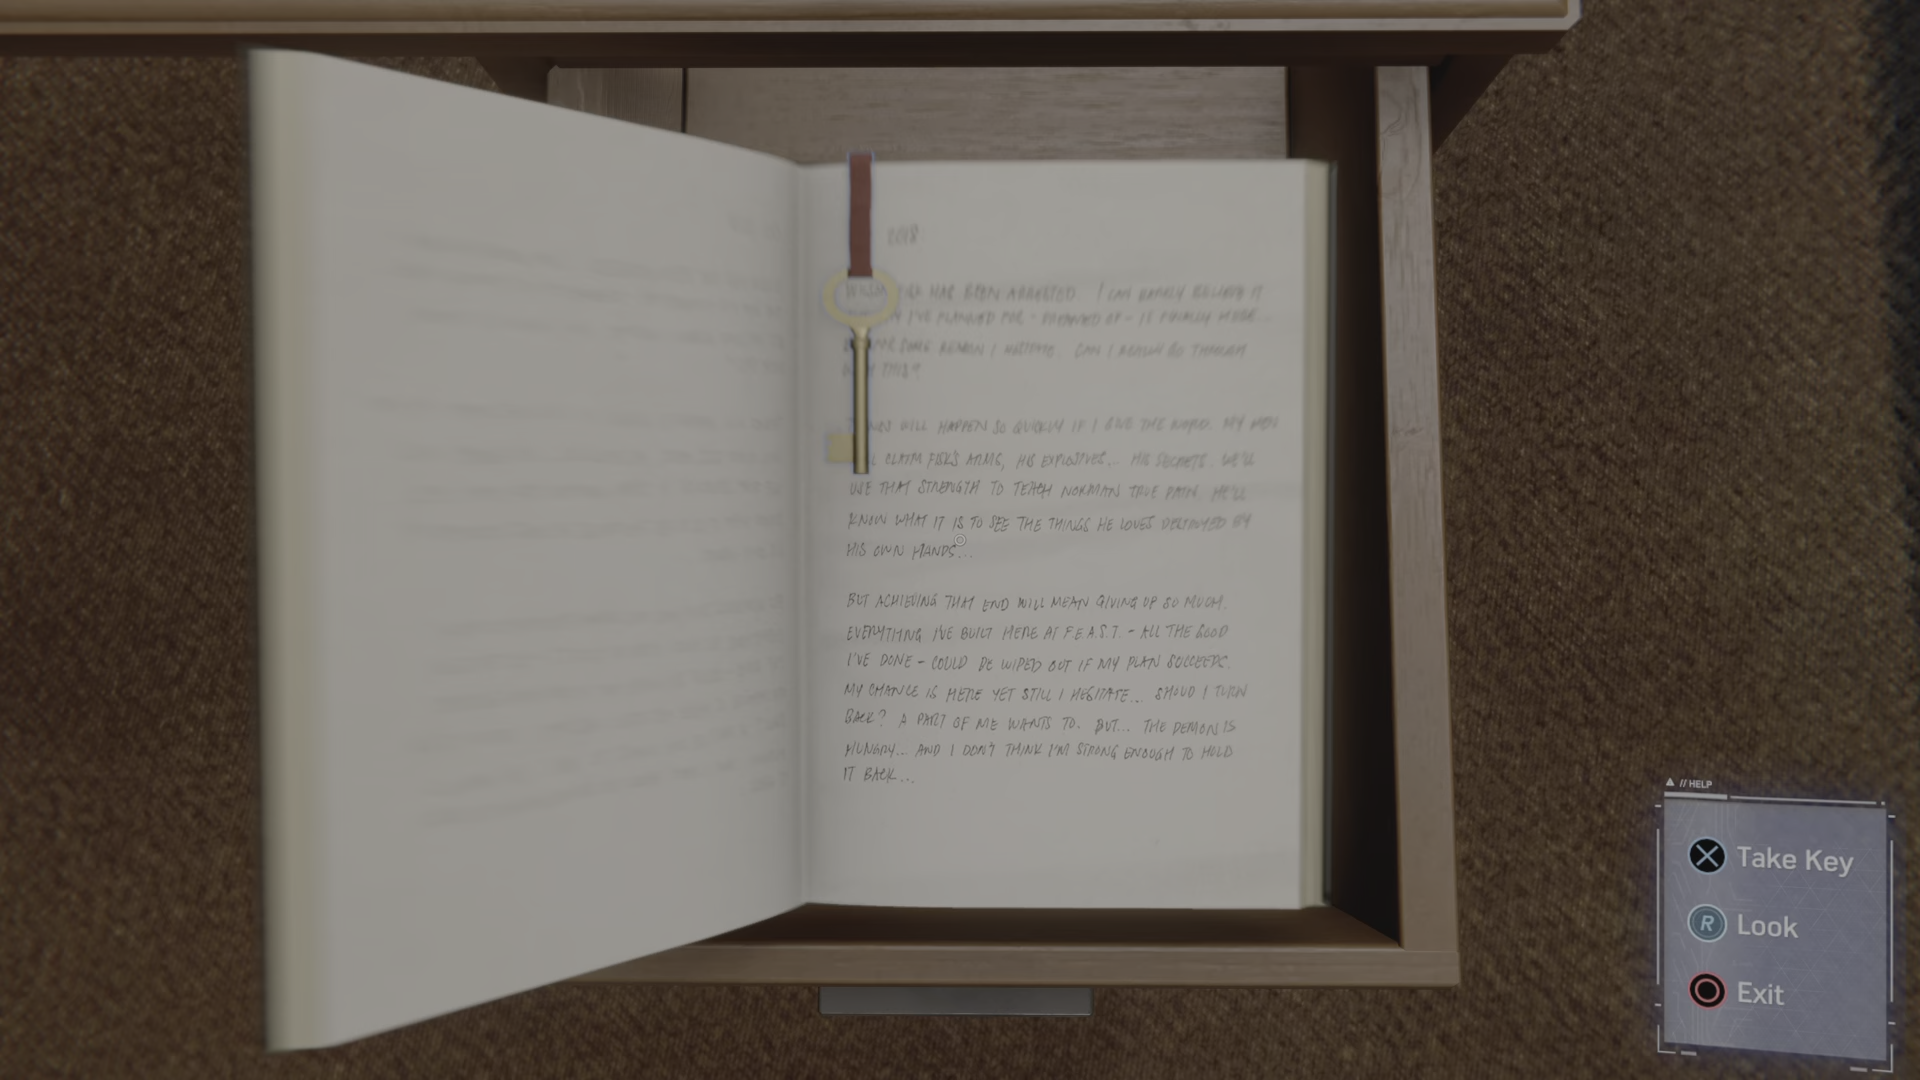 2018
HAS BEEN ARRESTED. I CAN BARELY BELIEVE IT
I'VE PLANNED FOR - DREAMED OF - IS FINALLY HERE...
SOME REASON I HESITATE. CAN I REALLY GO THROUGH
THIS?
WILL HAPPEN SO QUICKLY IF I GIVE THE WORD. MY MEN
CLAIM FISK'S ARMS, HIS EXPLOSIVES... HIS SECRETS. WE'LL
USE THAT STRENGTH TO TEACH NORMAN TRUE PAIN. HE'LL
KNOW WHAT IT IS TO SEE THE THINGS HE LOVES DESTROYED BY
HIS OWN HANDS...
BUT ACHIEVING THAT END WILL MEAN GIVING UP SO MUCH.
EVERYTHING I'VE BUILT HERE AT F.E.A.S.T. - ALL THE GOOD
I'VE DONE - COULD BE WIPED OUT IF MY PLAN SUCCEEDS.
MY CHANCE IS HERE YET STILL I HESITATE... SHOUD I TURN
BACK? A PART OF ME WANTS TO. BUT... THE DEMON IS
HUNGRY... AND I DON'T THINK I'M STRONG ENOUGH TO HOLD
IT BACK...
// HELP
Take Key
R Look
Exit